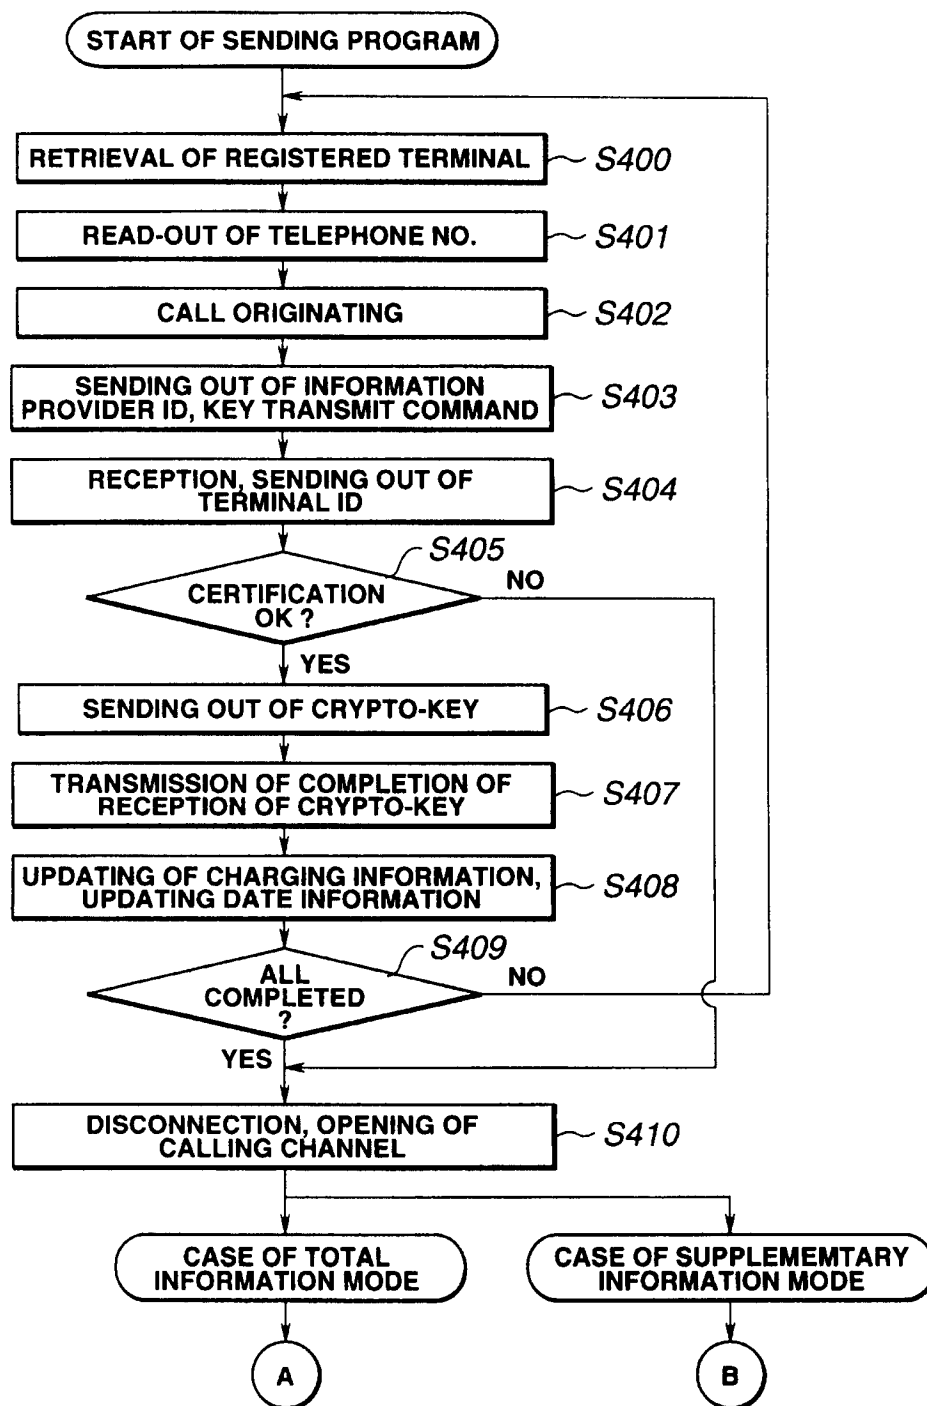 START OF SENDING PROGRAM
RETRIEVAL OF REGISTERED TERMINAL
S400
READ-OUT OF TELEPHONE NO.
S401
CALL ORIGINATING
S402
SENDING OUT OF INFORMATION
PROVIDER ID, KEY TRANSMIT COMMAND
S403
RECEPTION, SENDING OUT OF
TERMINAL ID
S404
S405
CERTIFICATION
OK ?
NO
YES
SENDING OUT OF CRYPTO-KEY
S406
TRANSMISSION OF COMPLETION OF
RECEPTION OF CRYPTO-KEY
S407
UPDATING OF CHARGING INFORMATION,
UPDATING DATE INFORMATION
S408
S409
ALL
COMPLETED
?
NO
YES
DISCONNECTION, OPENING OF
CALLING CHANNEL
S410
CASE OF TOTAL
INFORMATION MODE
CASE OF SUPPLEMEMTARY
INFORMATION MODE
A
B